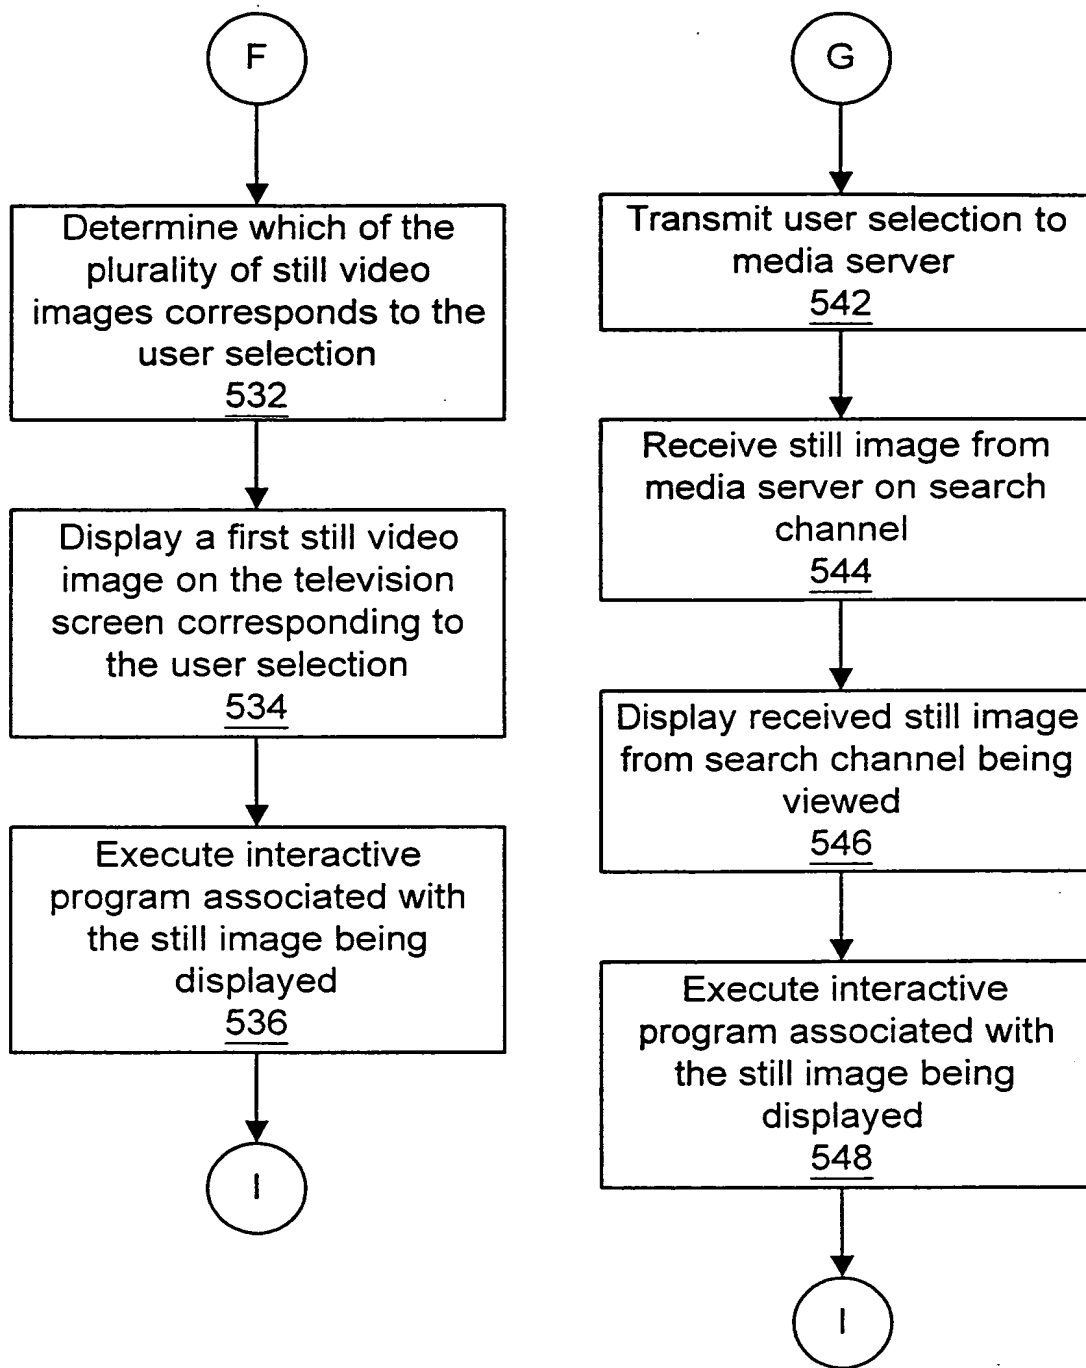 F
Determine which of the
plurality of still video
images corresponds to the
user selection
532
Display a first still video
image on the television
screen corresponding to
the user selection
534
Execute interactive
program associated with
the still image being
displayed
536
I
G
Transmit user selection to
media server
542
Receive still image from
media server on search
channel
544
Display received still image
from search channel being
viewed
546
Execute interactive
program associated with
the still image being
displayed
548
I